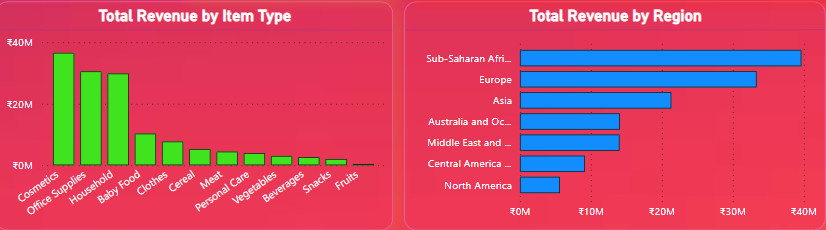 Total Revenue by Item Type
₹40M
₹20M
₹0M
Cosmetics
Office Supplies
Household
Baby Food
Clothes
Cereal
Meat
Personal Care
Vegetables
Beverages
Snacks
Fruits
Total Revenue by Region
Sub-Saharan Afri...
Europe
Asia
Australia and Oc...
Middle East and ...
Central America ...
North America
₹0M ₹10M ₹20M ₹30M ₹40M